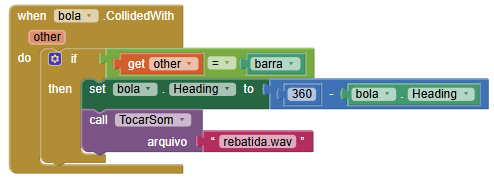 when bola .CollidedWith
other
do if get other = barra
then set bola . Heading to 360 - bola . Heading
call TocarSom
arquivo “ rebatida.wav ”